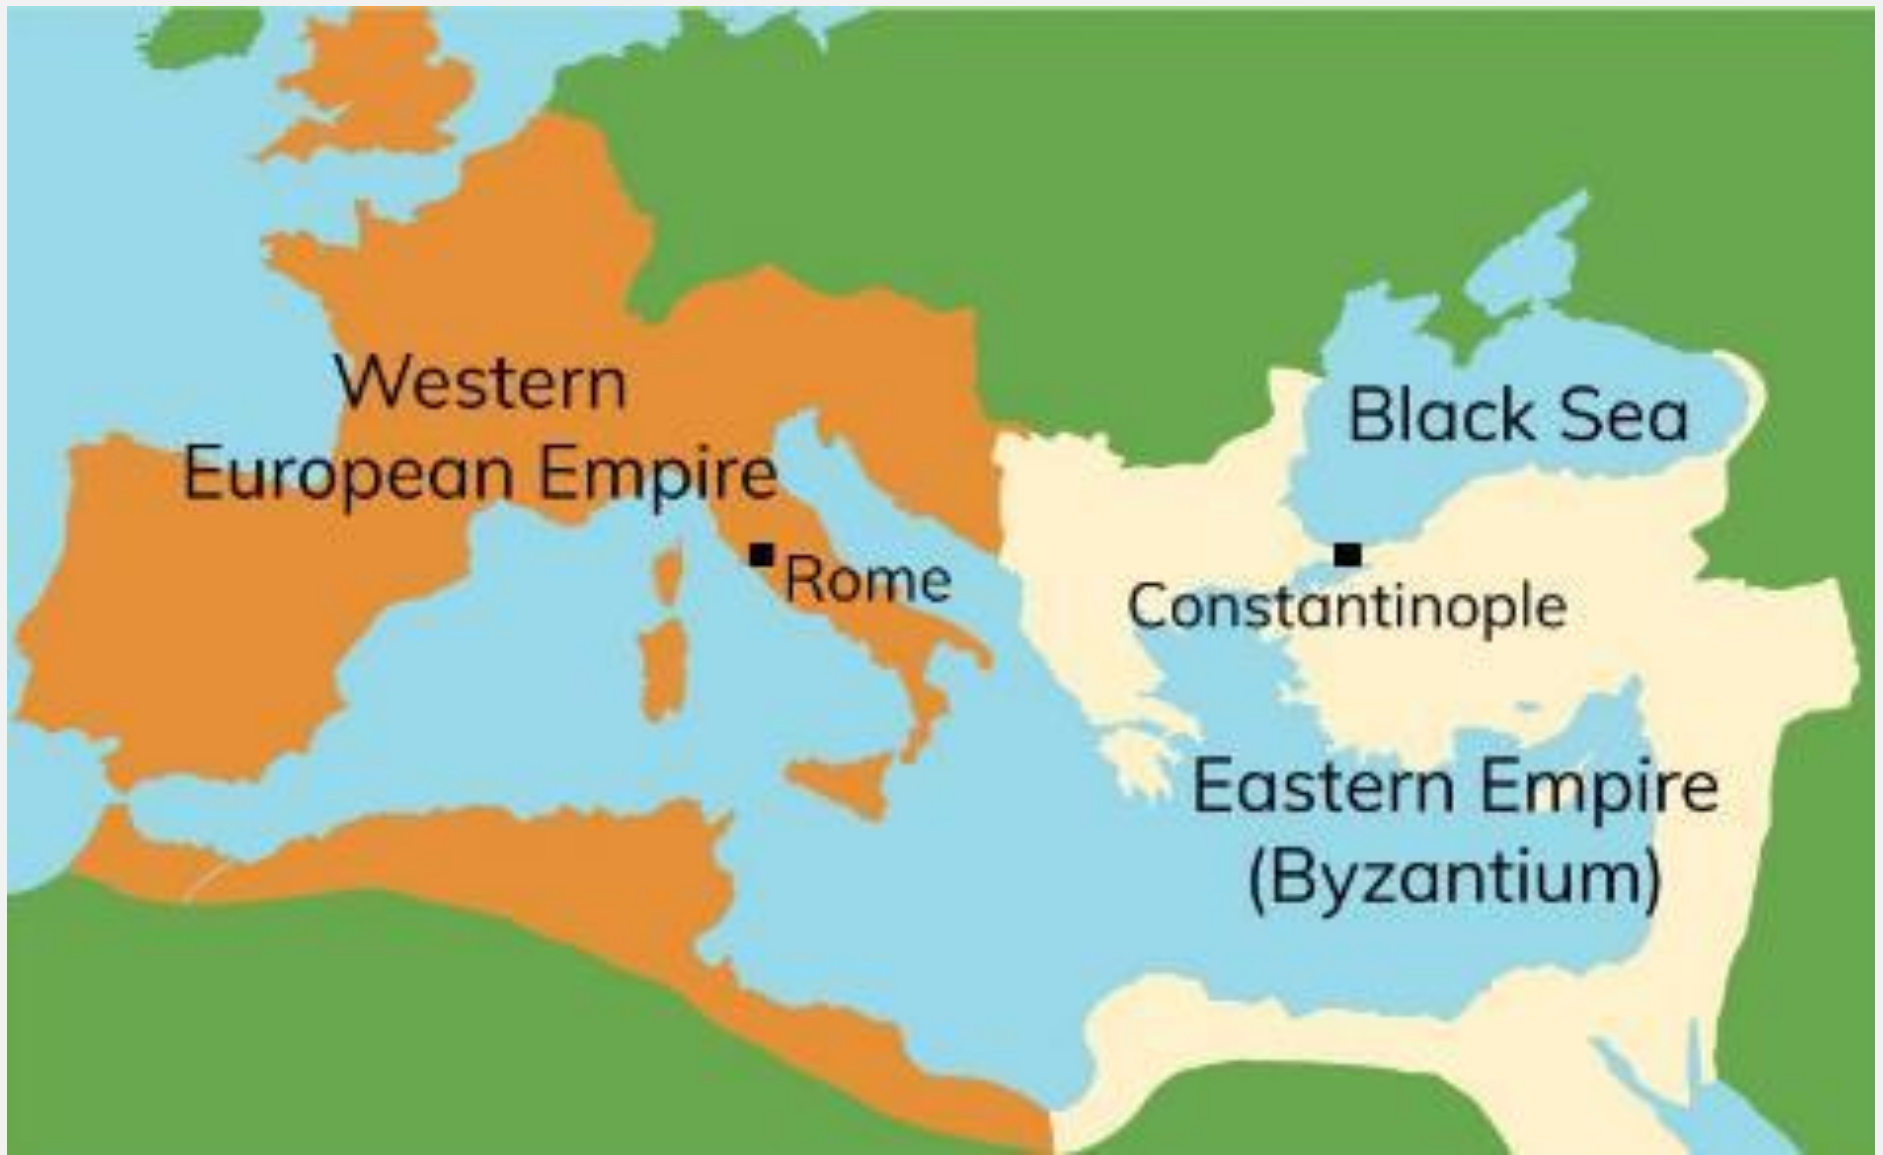 Western
European Empire
Black Sea
Rome
Constantinople
Eastern Empire
(Byzantium)